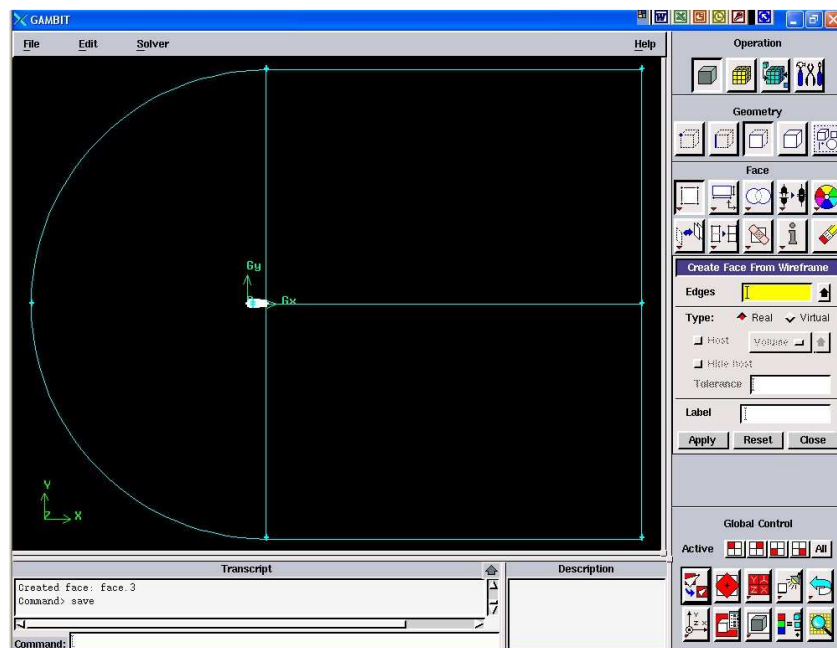 GAMBIT
File Edit Solver Help
Gy
Gx
Y
Z X
Operation
Geometry
Face
Create Face From Wireframe
Edges
Type: Real Virtual
Host Volume
Hide host
Tolerance
Label
Apply Reset Close
Global Control
Active All
Transcript
Description
Created face: face.3
Command> save
Command: